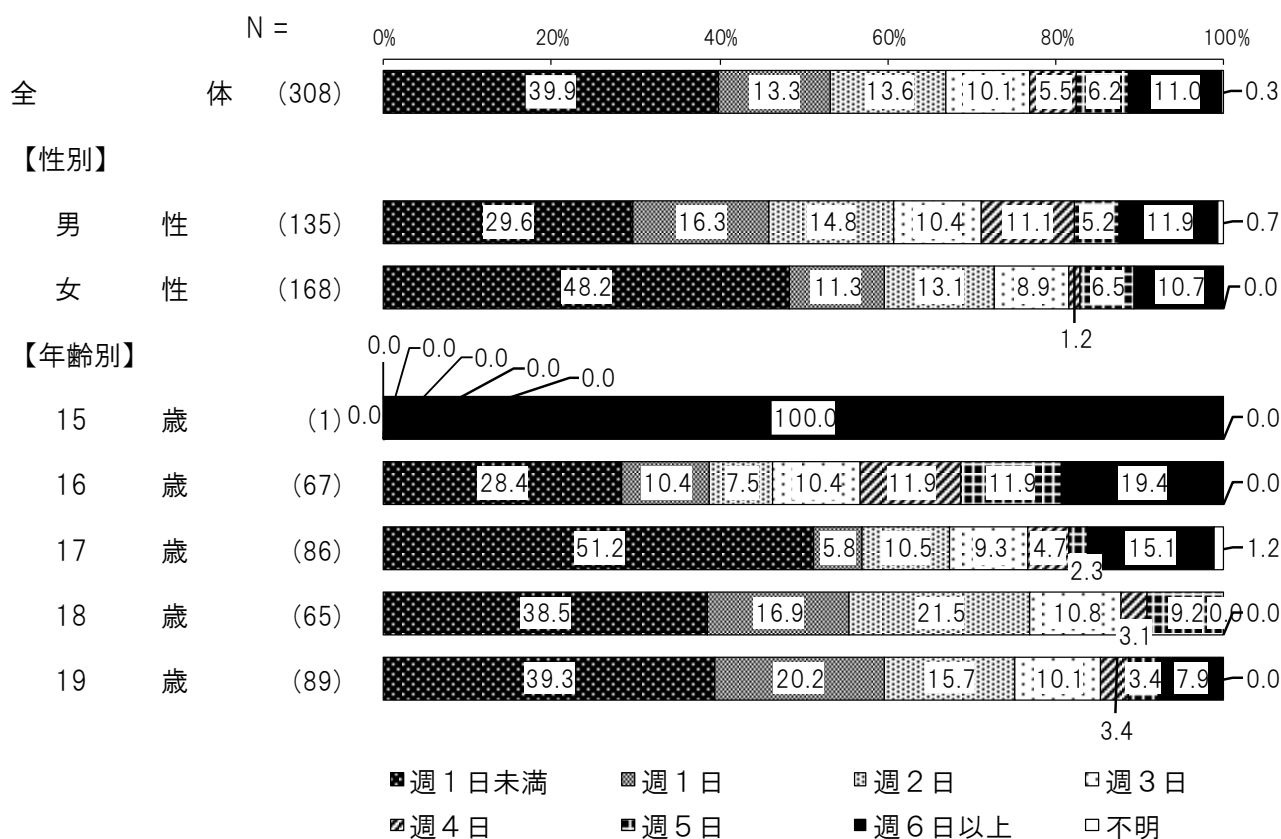 N = 0% 20% 40% 60% 80% 100%
全 体 (308) 39.9 13.3 13.6 10.1 5.5 6.2 11.0 0.3
【性別】
男 性 (135) 29.6 16.3 14.8 10.4 11.1 5.2 11.9 0.7
女 性 (168) 48.2 11.3 13.1 8.9 6.5 10.7 0.0
1.2
【年齢別】 0.0 0.0 0.0 0.0 0.0
15 歳 (1) 0.0 100.0 0.0
16 歳 (67) 28.4 10.4 7.5 10.4 11.9 11.9 19.4 0.0
17 歳 (86) 51.2 5.8 10.5 9.3 4.7 15.1 1.2
2.3
18 歳 (65) 38.5 16.9 21.5 10.8 9.2 0.0 0.0
3.1
19 歳 (89) 39.3 20.2 15.7 10.1 3.4 7.9 0.0
3.4
週1日未満 週1日 週2日 週3日
週4日 週5日 週6日以上 不明